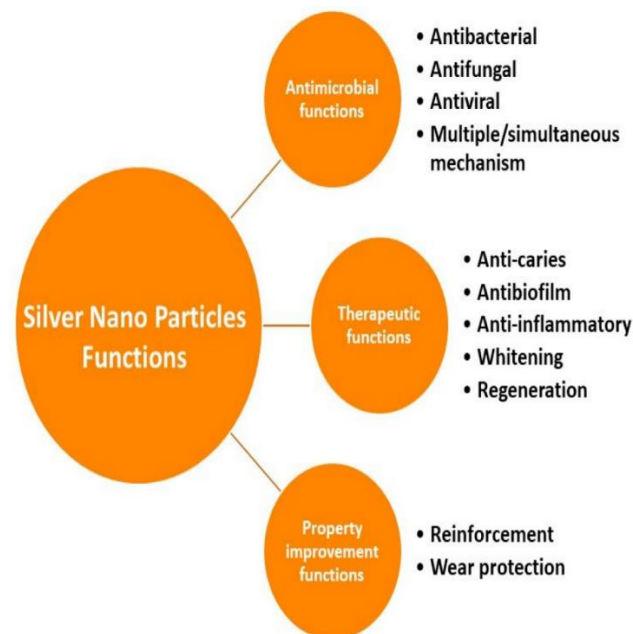 Silver Nano Particles
Functions
Antimicrobial
functions
• Antibacterial
• Antifungal
• Antiviral
• Multiple/simultaneous
mechanism
Therapeutic
functions
• Anti-caries
• Antibiofilm
• Anti-inflammatory
• Whitening
• Regeneration
Property
improvement
functions
• Reinforcement
• Wear protection